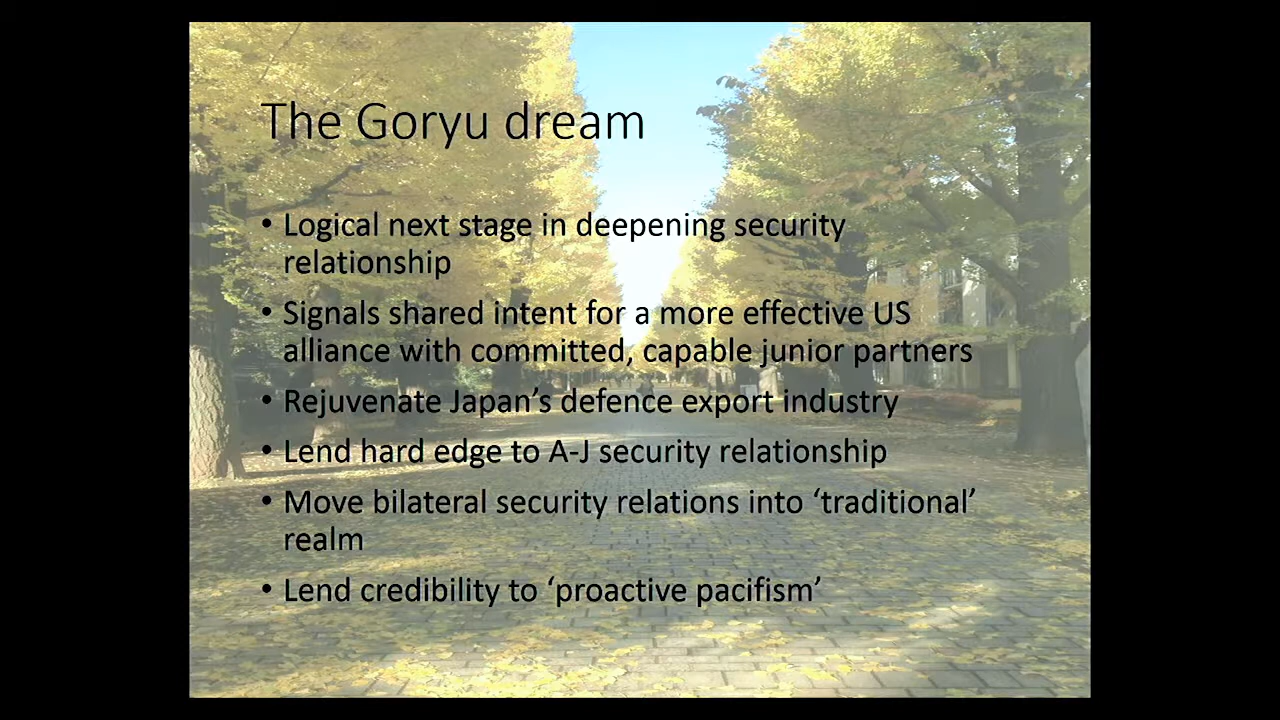 The Goryu dream
• Logical next stage in deepening security
relationship
• Signals shared intent for a more effective US
alliance with committed, capable junior partners
• Rejuvenate Japan’s defence export industry
• Lend hard edge to A-J security relationship
• Move bilateral security relations into ‘traditional’
realm
• Lend credibility to ‘proactive pacifism’